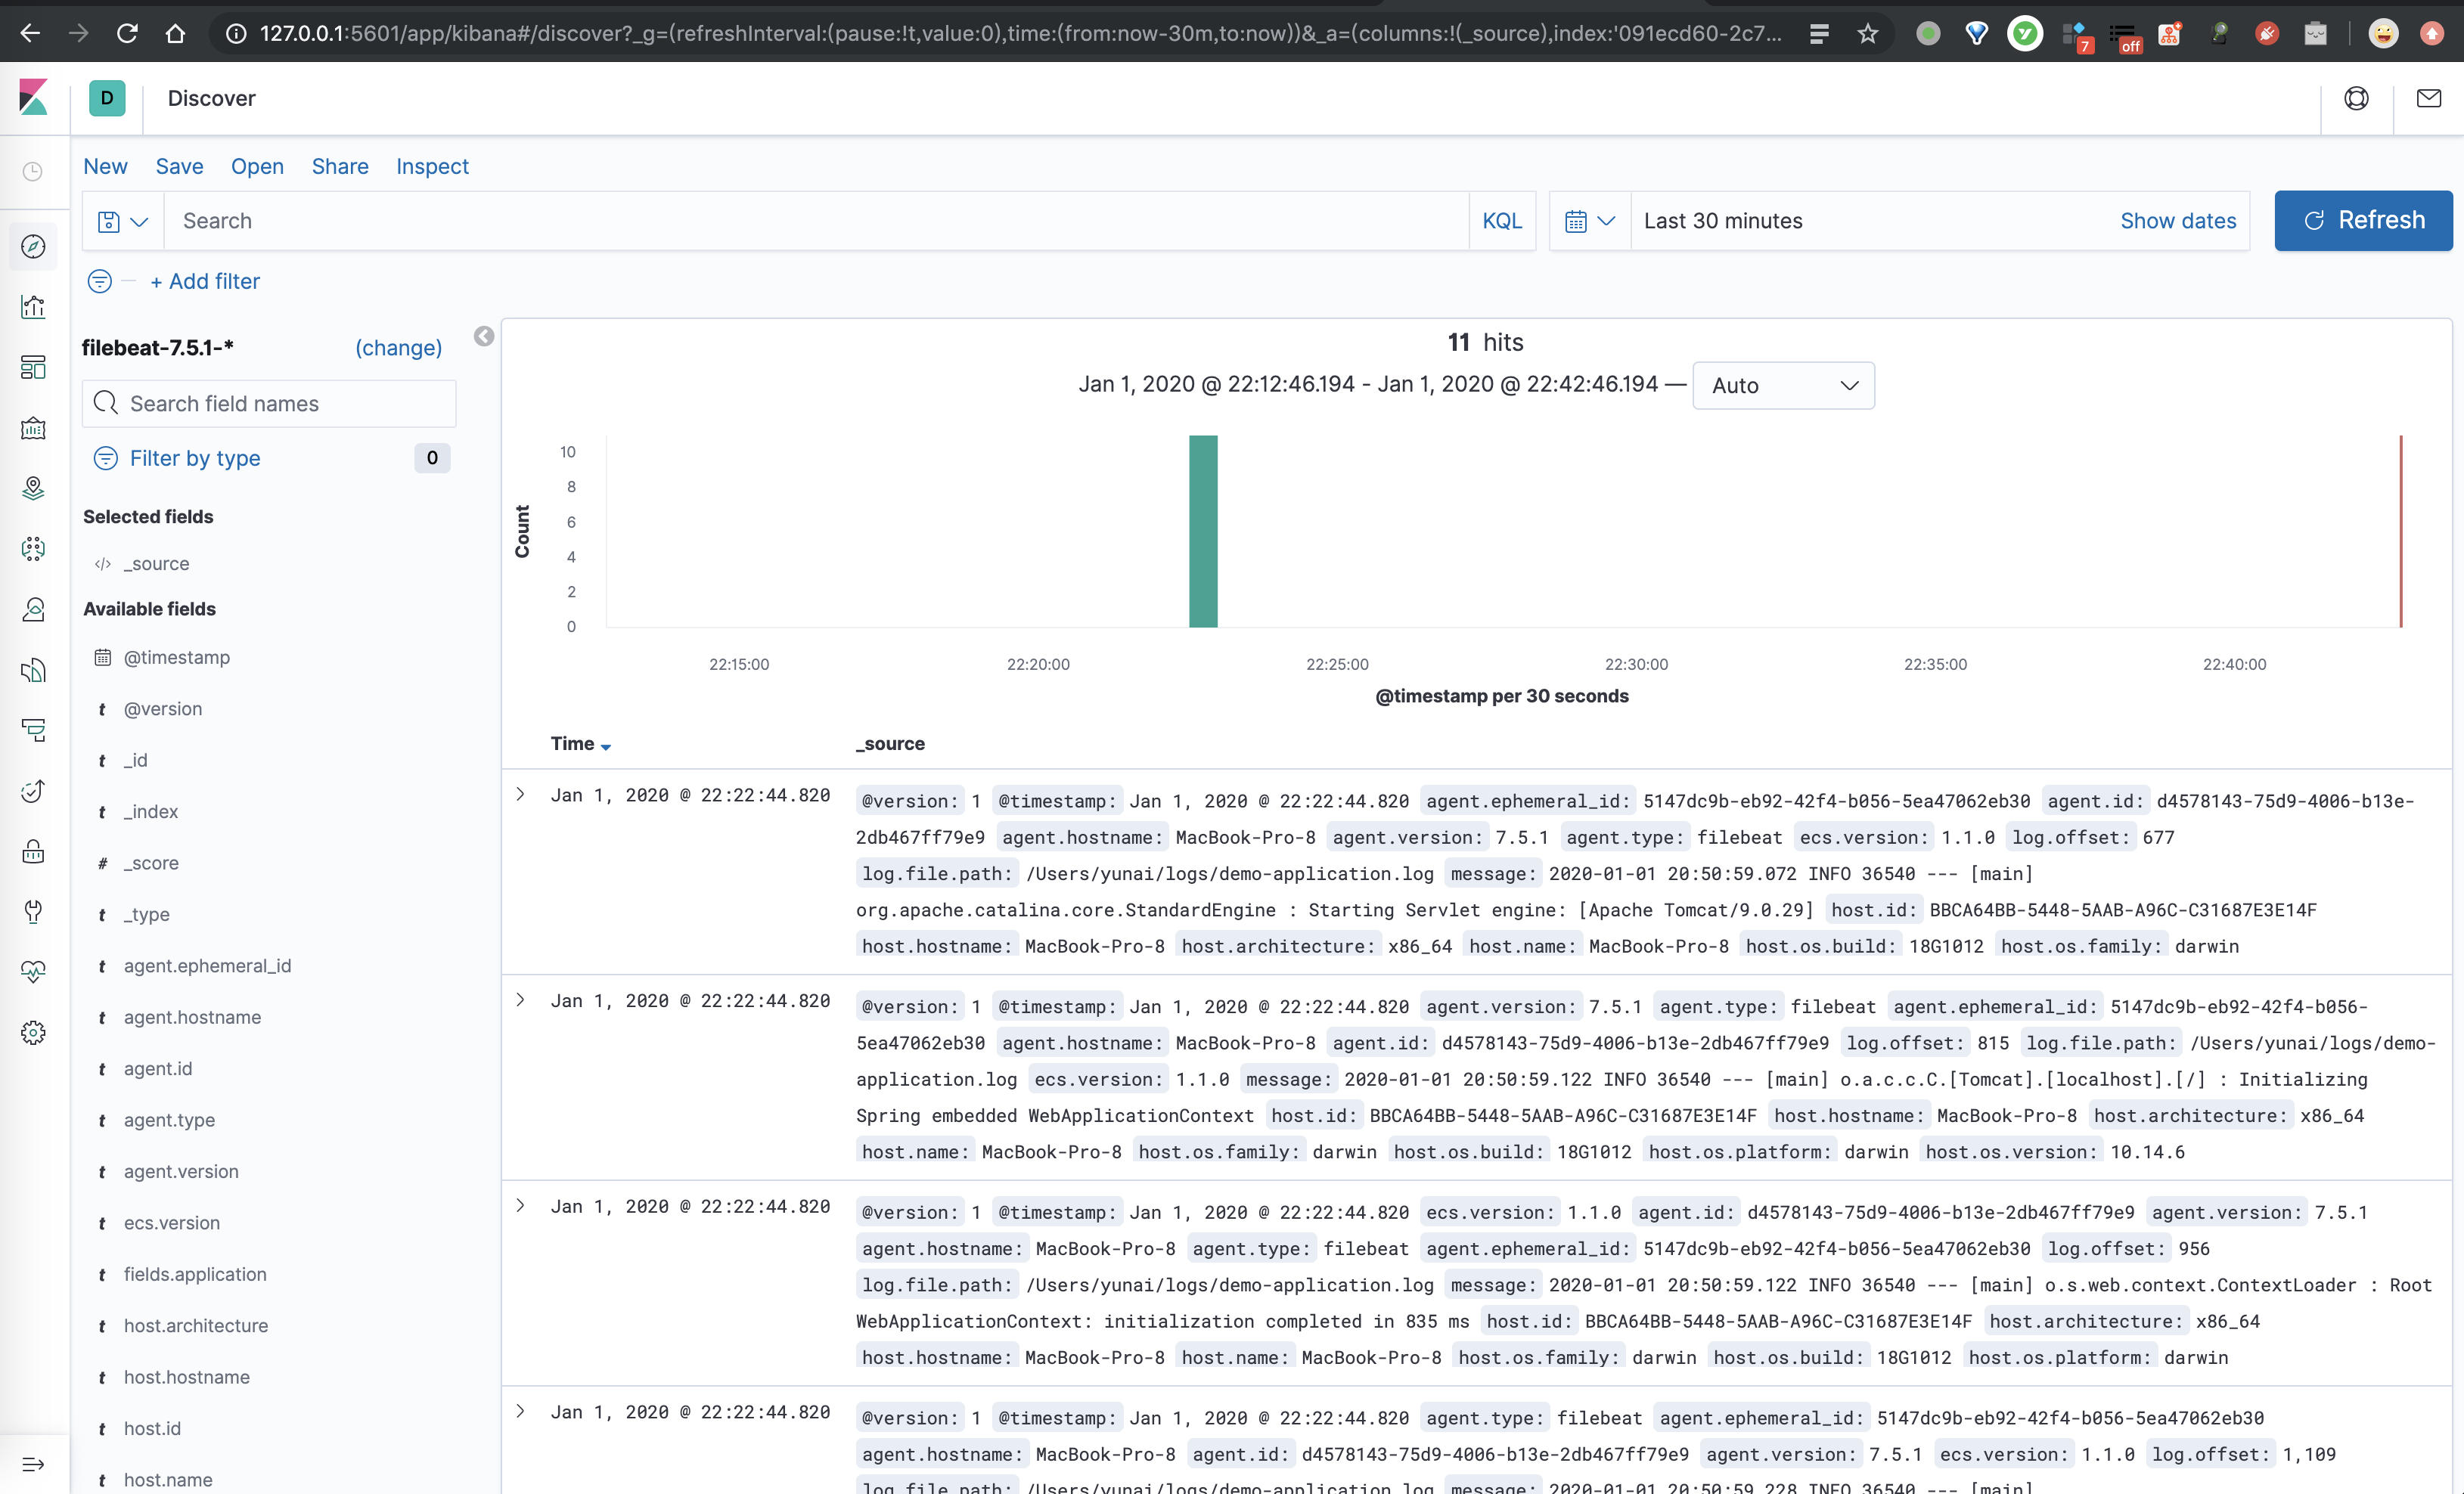 127.0.0.1:5601/app/kibana#/discover?_g=(refreshInterval:(pause:!t,value:0),time:(from:now-30m,to:now))&_a=(columns:!(_source),index:'091ecd60-2c7...
7
off
D
Discover
New Save Open Share Inspect
Search
KQL
Last 30 minutes
Show dates
Refresh
+ Add filter
filebeat-7.5.1-*
(change)
Search field names
Filter by type
0
Selected fields
</> _source
Available fields
@timestamp
t @version
t _id
t _index
# _score
t _type
t agent.ephemeral_id
t agent.hostname
t agent.id
t agent.type
t agent.version
t ecs.version
t fields.application
t host.architecture
t host.hostname
t host.id
t host.name
11 hits
Jan 1, 2020 @ 22:12:46.194 - Jan 1, 2020 @ 22:42:46.194 — Auto
Count
10
8
6
4
2
0
22:15:00 22:20:00 22:25:00 22:30:00 22:35:00 22:40:00
@timestamp per 30 seconds
Time _source
Jan 1, 2020 @ 22:22:44.820 @version: 1 @timestamp: Jan 1, 2020 @ 22:22:44.820 agent.ephemeral_id: 5147dc9b-eb92-42f4-b056-5ea47062eb30 agent.id: d4578143-75d9-4006-b13e-
2db467ff79e9 agent.hostname: MacBook-Pro-8 agent.version: 7.5.1 agent.type: filebeat ecs.version: 1.1.0 log.offset: 677
log.file.path: /Users/yunai/logs/demo-application.log message: 2020-01-01 20:50:59.072 INFO 36540 --- [main]
org.apache.catalina.core.StandardEngine : Starting Servlet engine: [Apache Tomcat/9.0.29] host.id: BBCA64BB-5448-5AAB-A96C-C31687E3E14F
host.hostname: MacBook-Pro-8 host.architecture: x86_64 host.name: MacBook-Pro-8 host.os.build: 18G1012 host.os.family: darwin
Jan 1, 2020 @ 22:22:44.820 @version: 1 @timestamp: Jan 1, 2020 @ 22:22:44.820 agent.version: 7.5.1 agent.type: filebeat agent.ephemeral_id: 5147dc9b-eb92-42f4-b056-
5ea47062eb30 agent.hostname: MacBook-Pro-8 agent.id: d4578143-75d9-4006-b13e-2db467ff79e9 log.offset: 815 log.file.path: /Users/yunai/logs/demo-
application.log ecs.version: 1.1.0 message: 2020-01-01 20:50:59.122 INFO 36540 --- [main] o.a.c.c.C.[Tomcat].[localhost].[/] : Initializing
Spring embedded WebApplicationContext host.id: BBCA64BB-5448-5AAB-A96C-C31687E3E14F host.hostname: MacBook-Pro-8 host.architecture: x86_64
host.name: MacBook-Pro-8 host.os.family: darwin host.os.build: 18G1012 host.os.platform: darwin host.os.version: 10.14.6
Jan 1, 2020 @ 22:22:44.820 @version: 1 @timestamp: Jan 1, 2020 @ 22:22:44.820 ecs.version: 1.1.0 agent.id: d4578143-75d9-4006-b13e-2db467ff79e9 agent.version: 7.5.1
agent.hostname: MacBook-Pro-8 agent.type: filebeat agent.ephemeral_id: 5147dc9b-eb92-42f4-b056-5ea47062eb30 log.offset: 956
log.file.path: /Users/yunai/logs/demo-application.log message: 2020-01-01 20:50:59.122 INFO 36540 --- [main] o.s.web.context.ContextLoader : Root
WebApplicationContext: initialization completed in 835 ms host.id: BBCA64BB-5448-5AAB-A96C-C31687E3E14F host.architecture: x86_64
host.hostname: MacBook-Pro-8 host.name: MacBook-Pro-8 host.os.family: darwin host.os.build: 18G1012 host.os.platform: darwin
Jan 1, 2020 @ 22:22:44.820 @version: 1 @timestamp: Jan 1, 2020 @ 22:22:44.820 agent.type: filebeat agent.ephemeral_id: 5147dc9b-eb92-42f4-b056-5ea47062eb30
agent.hostname: MacBook-Pro-8 agent.id: d4578143-75d9-4006-b13e-2db467ff79e9 agent.version: 7.5.1 ecs.version: 1.1.0 log.offset: 1,109
log.file.path: /Users/yunai/logs/demo-application.log message: 2020-01-01 20:50:59.228 INFO 36540 --- [main]